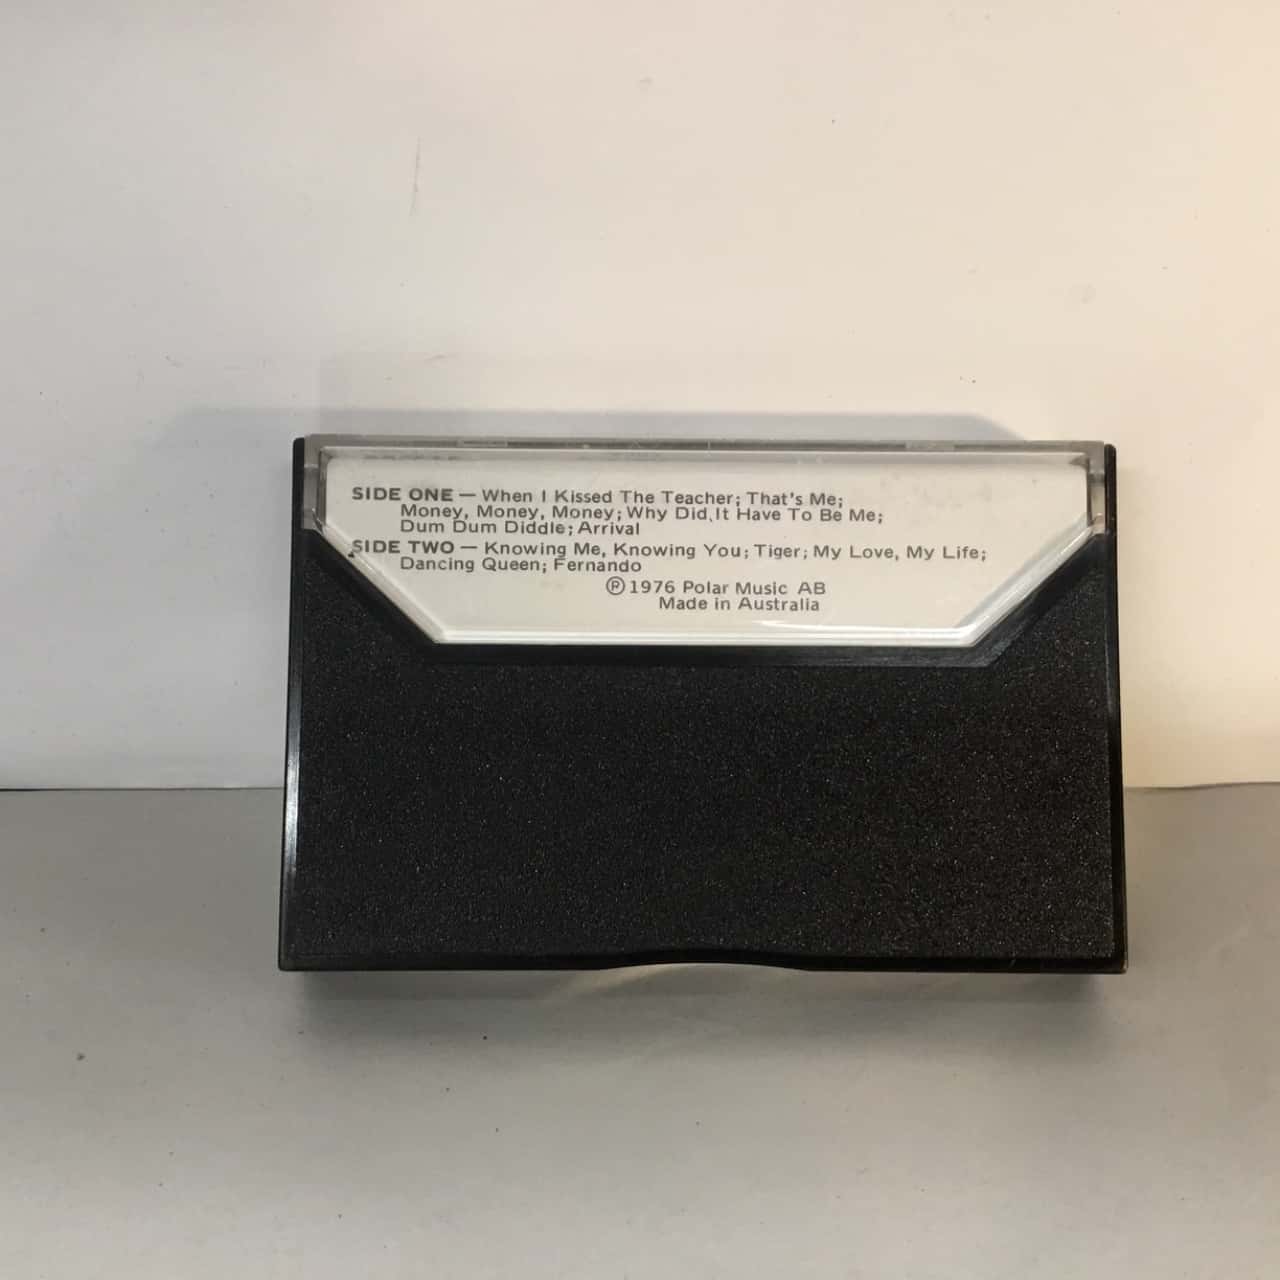 SIDE ONE — When I Kissed The Teacher; That's Me;
Money, Money, Money; Why Did It Have To Be Me;
Dum Dum Diddle; Arrival
SIDE TWO — Knowing Me, Knowing You; Tiger; My Love, My Life;
Dancing Queen; Fernando
℗ 1976 Polar Music AB
Made in Australia